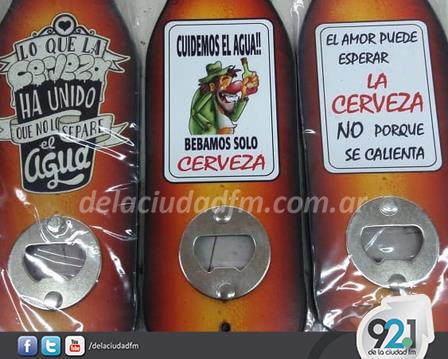 LO QUE LA
cerveza
HA UNIDO
QUE NO LO SEPARE
el
agua
CUIDEMOS EL AGUA!!
BEBAMOS SOLO
CERVEZA
EL AMOR PUEDE
ESPERAR
LA
CERVEZA
NO PORQUE
SE CALIENTA
delaciudadfm.com.ar
/delaciudadfm
92.1
de la ciudad fm